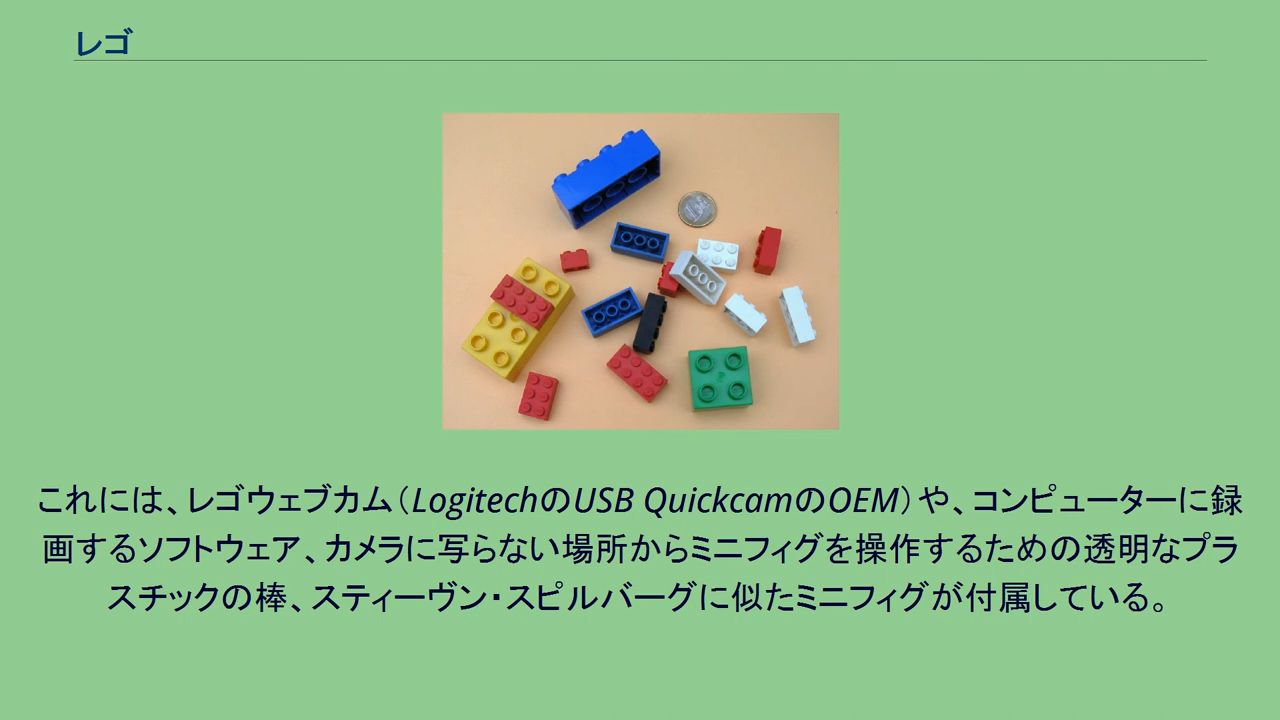 レゴ
これには、レゴウェブカム（LogitechのUSB QuickcamのOEM）や、コンピューターに録
画するソフトウェア、カメラに写らない場所からミニフィグを操作するための透明なプラ
スチックの棒、スティーヴン・スピルバーグに似たミニフィグが付属している。